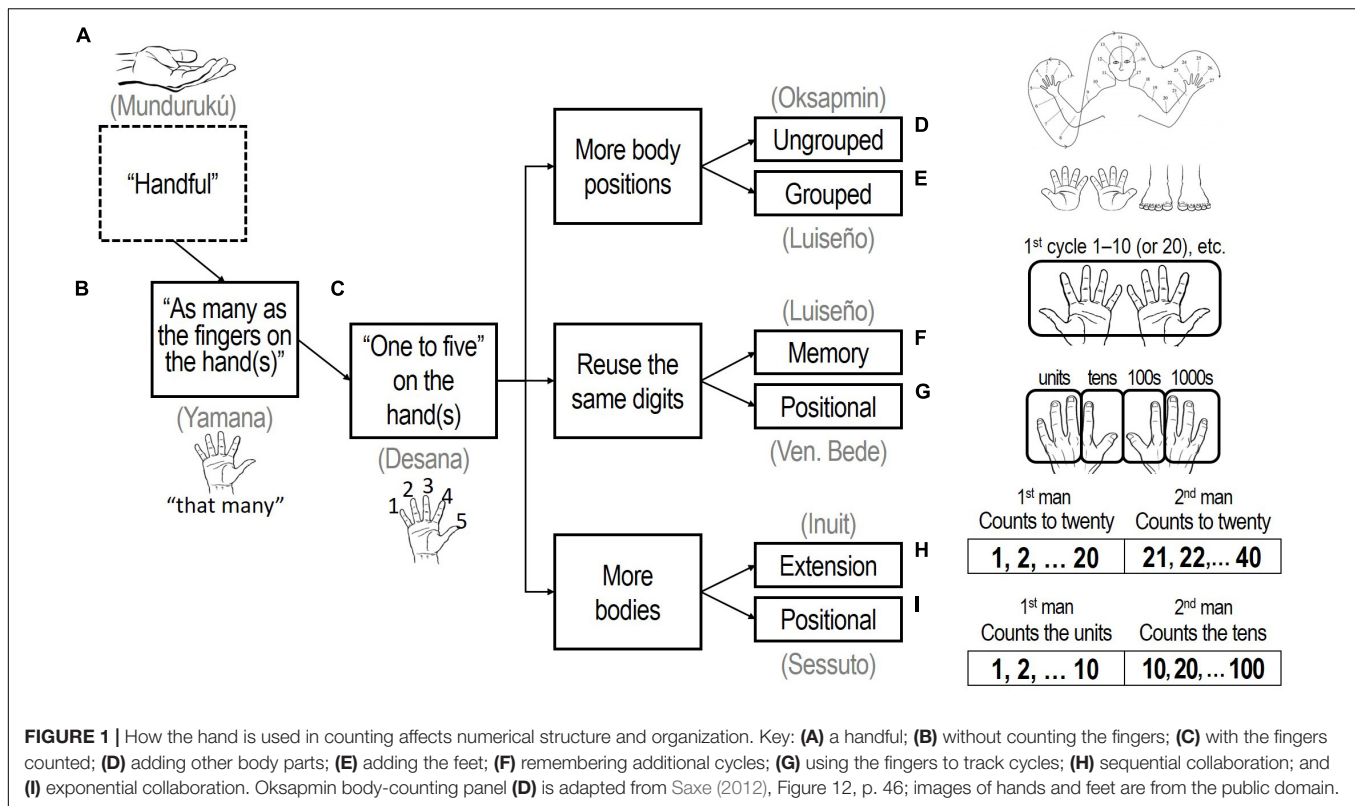 A
(Mundurukú)
“Handful”
B
“As many as
the fingers on
the hand(s)”
(Yamana)
“that many”
C
“One to five”
on the
hand(s)
(Desana)
1 2 3 4 5
More body
positions
(Oksapmin)
Ungrouped
D
Grouped
E
(Luiseño)
Reuse the
same digits
(Luiseño)
Memory
F
Positional
G
(Ven. Bede)
More
bodies
(Inuit)
Extension
H
Positional
I
(Sessuto)
1st cycle 1–10 (or 20), etc.
units tens 100s 1000s
1st man 2nd man
Counts to twenty Counts to twenty
1, 2, ... 20 21, 22,... 40
1st man 2nd man
Counts the units Counts the tens
1, 2, ... 10 10, 20, ... 100
FIGURE 1 | How the hand is used in counting affects numerical structure and organization. Key: (A) a handful; (B) without counting the fingers; (C) with the fingers
counted; (D) adding other body parts; (E) adding the feet; (F) remembering additional cycles; (G) using the fingers to track cycles; (H) sequential collaboration; and
(I) exponential collaboration. Oksapmin body-counting panel (D) is adapted from Saxe (2012), Figure 12, p. 46; images of hands and feet are from the public domain.